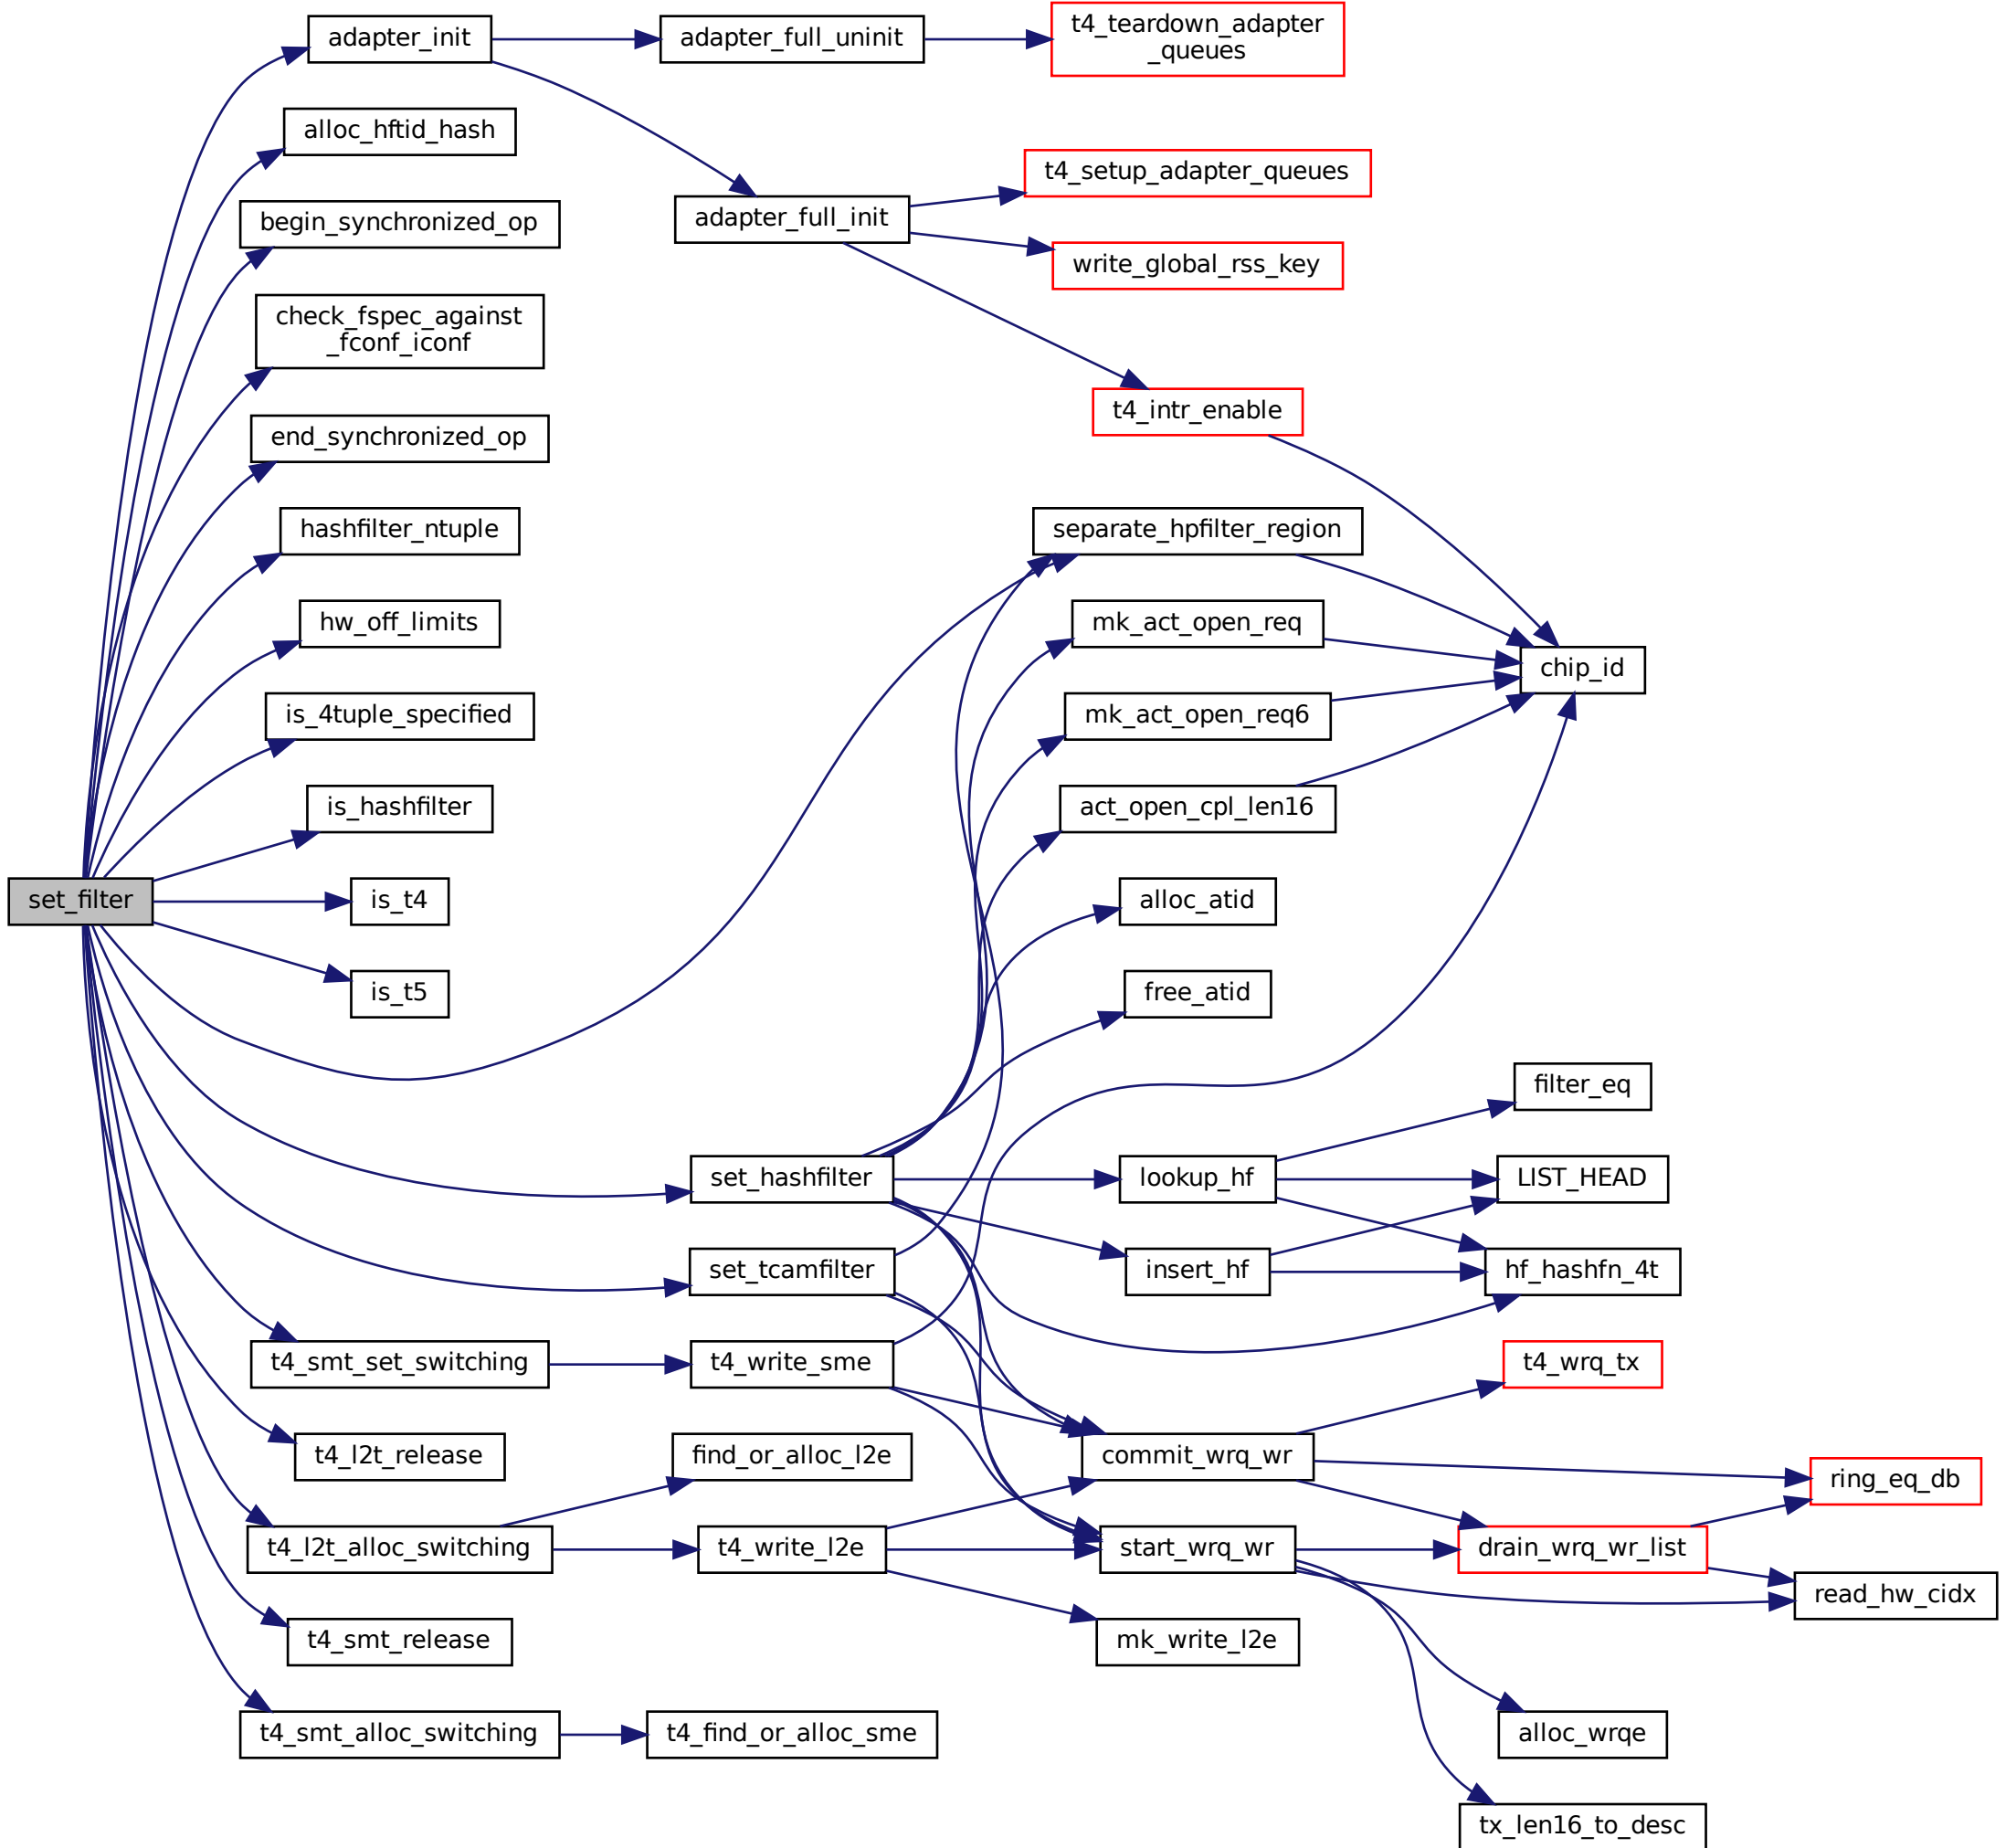 adapter_init
adapter_full_uninit
t4_teardown_adapter
_queues
alloc_hftid_hash
begin_synchronized_op
t4_setup_adapter_queues
adapter_full_init
write_global_rss_key
check_fspec_against
_fconf_iconf
t4_intr_enable
end_synchronized_op
hashfilter_ntuple
separate_hpfilter_region
hw_off_limits
mk_act_open_req
chip_id
is_4tuple_specified
mk_act_open_req6
is_hashfilter
act_open_cpl_len16
set_filter
is_t4
alloc_atid
is_t5
free_atid
filter_eq
set_hashfilter
lookup_hf
LIST_HEAD
set_tcamfilter
insert_hf
hf_hashfn_4t
t4_smt_set_switching
t4_write_sme
t4_wrq_tx
t4_l2t_release
find_or_alloc_l2e
commit_wrq_wr
ring_eq_db
t4_l2t_alloc_switching
t4_write_l2e
start_wrq_wr
drain_wrq_wr_list
read_hw_cidx
t4_smt_release
mk_write_l2e
t4_smt_alloc_switching
t4_find_or_alloc_sme
alloc_wrqe
tx_len16_to_desc